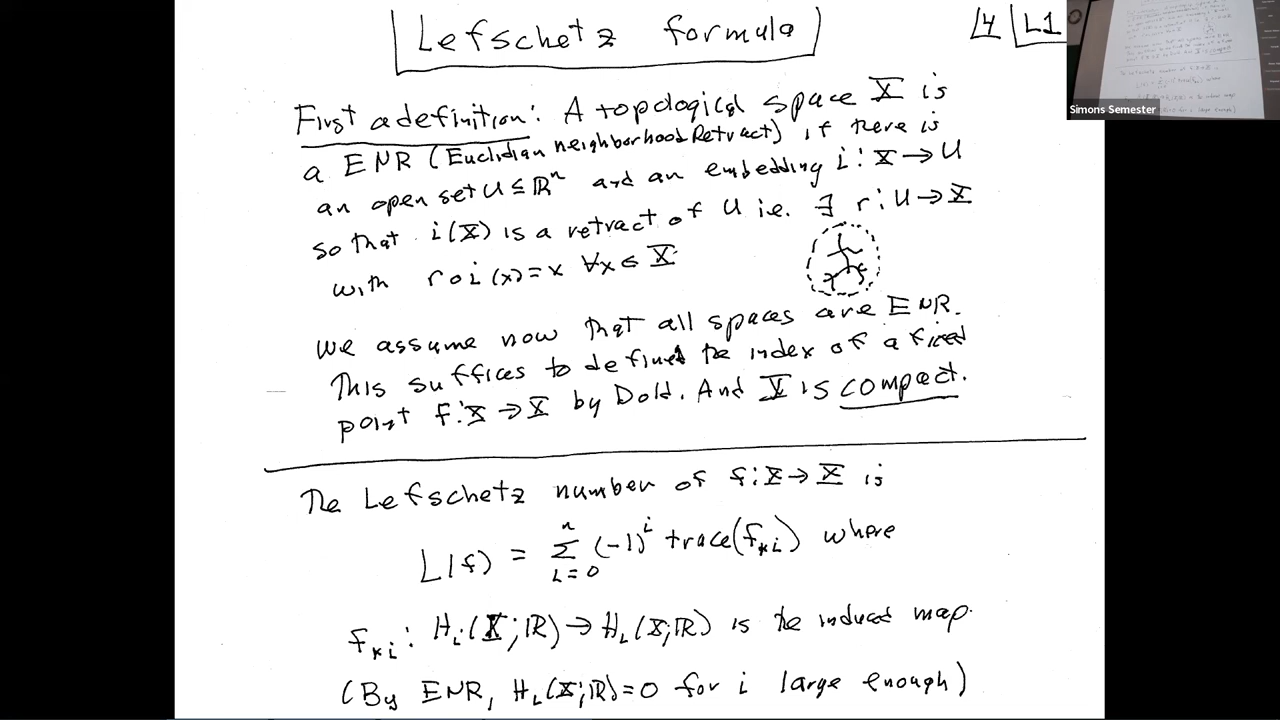 Lefschetz formula
4 L1
Simons Semester
First a definition: A topological space X is
a ENR (Euclidian neighborhood Retract) if there is
an open set U ⊆ ℝⁿ and an embedding i: X → U
so that i(X) is a retract of U i.e. ∃ r: U → X
with r∘i(x) = x ∀x ∈ X
We assume now that all spaces are ENR.
This suffices to define the index of a fixed
point f: X → X by Dold. And X is compact.
The Lefschetz number of f: X → X is
L(f) = Σ_{i=0}^{n} (-1)^i trace(f_{*i}) where
f_{*i}: H_i(X; ℝ) → H_i(X; ℝ) is the induced map.
(By ENR, H_i(X; ℝ) = 0 for i large enough)